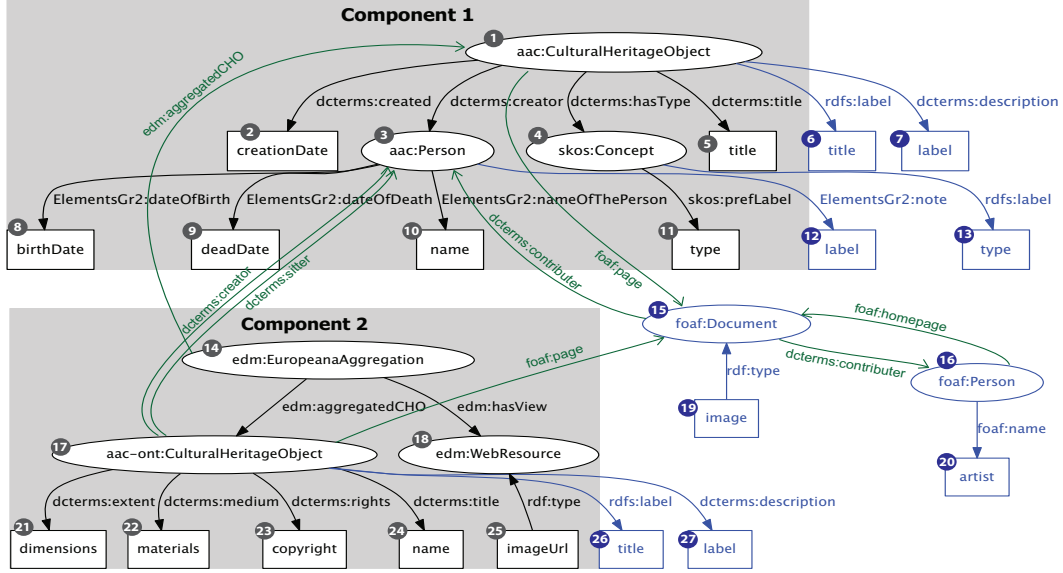 Component 1
1
aac:CulturalHeritageObject
edm:aggregatedCHO
dcterms:created
dcterms:creator
dcterms:hasType
dcterms:title
rdfs:label
dcterms:description
2
creationDate
3
aac:Person
4
skos:Concept
5
title
6
title
7
label
ElementsGr2:dateOfBirth
ElementsGr2:dateOfDeath
ElementsGr2:nameOfThePerson
skos:prefLabel
ElementsGr2:note
rdfs:label
8
birthDate
9
deadDate
10
name
11
type
12
label
13
type
dcterms:creator
dcterms:sitter
dcterms:contributer
foaf:page
Component 2
14
edm:EuropeanaAggregation
15
foaf:Document
foaf:homepage
dcterms:contributer
16
foaf:Person
foaf:page
edm:aggregatedCHO
edm:hasView
rdf:type
19
image
foaf:name
20
artist
17
aac-ont:CulturalHeritageObject
18
edm:WebResource
dcterms:extent
dcterms:medium
dcterms:rights
dcterms:title
rdf:type
rdfs:label
dcterms:description
21
dimensions
22
materials
23
copyright
24
name
25
imageUrl
26
title
27
label